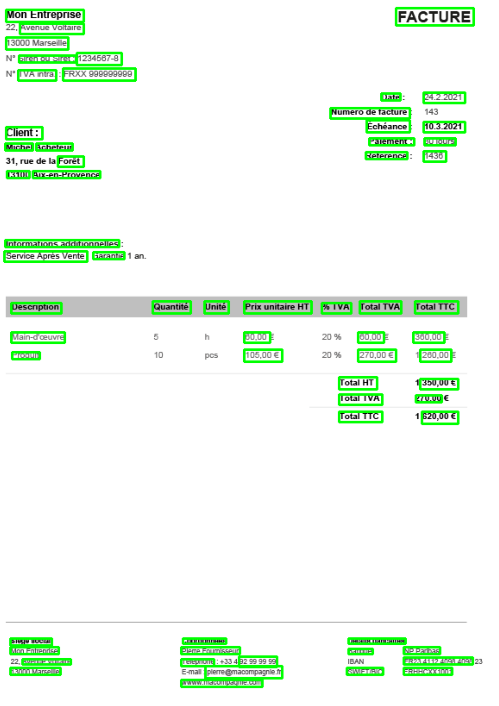 Mon Entreprise
FACTURE
22, Avenue Voltaire
13000 Marseille
N° Siren ou Siret : 1234567-8
N° TVA intra. : FRXX 999999999
Date : 24.2.2021
Numéro de facture : 143
Échéance : 10.3.2021
Paiement : 30 jours
Référence : 1436
Client :
Michel Acheteur
31, rue de la Forêt
13100 Aix-en-Provence
Informations additionnelles :
Service Après Vente : Garantie 1 an.
Description Quantité Unité Prix unitaire HT % TVA Total TVA Total TTC
Main-d'œuvre 5 h 60,00 € 20 % 60,00 € 360,00 €
Produit 10 pcs 105,00 € 20 % 270,00 € 1 260,00 €
Total HT 1 350,00 €
Total TVA 270,00 €
Total TTC 1 620,00 €
Siège social
Mon Entreprise
22, Avenue Voltaire
13000 Marseille
Coordonnées
Pierre Fournisseur
Téléphone : +33 4 92 99 99 99
E-mail : pierre@macompagnie.fr
www.macompagnie.com
Détails bancaires
Banque NP Paribas
IBAN 23
SWIFT/BIC